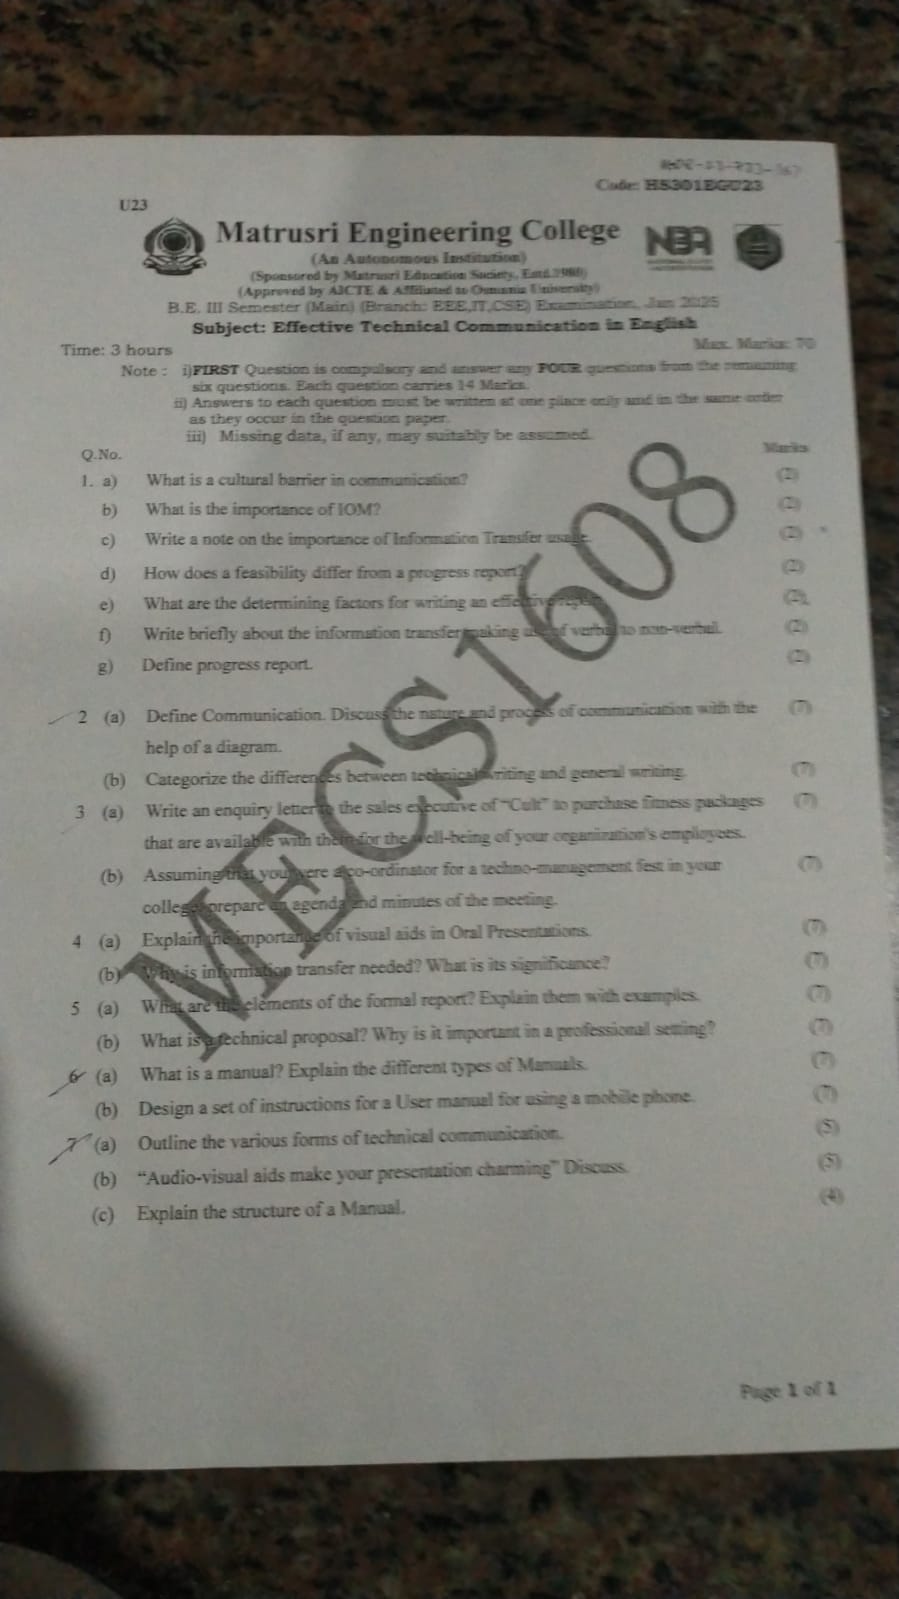 Code: HS301EGU23
U23
Matrusri Engineering College
NBA
(An Autonomous Institution)
(Sponsored by Matrusri Education Society, Estd.1980)
(Approved by AICTE & Affiliated to Osmania University)
B.E. III Semester (Main) (Branch: EEE,IT,CSE) Examination, Jan 2025
Subject: Effective Technical Communication in English
Time: 3 hours Max. Marks: 70
Note : i)FIRST Question is compulsory and answer any FOUR questions from the remaining
six questions. Each question carries 14 Marks.
ii) Answers to each question must be written at one place only and in the same order
as they occur in the question paper.
iii) Missing data, if any, may suitably be assumed.
Q.No. Marks
1. a) What is a cultural barrier in communication? (2)
b) What is the importance of IOM? (2)
c) Write a note on the importance of Information Transfer usage. (2)
d) How does a feasibility differ from a progress report? (2)
e) What are the determining factors for writing an effective (2)
f) Write briefly about the information transfer making use of verbal to non-verbal. (2)
g) Define progress report. (2)
2 (a) Define Communication. Discuss the nature and process of communication with the (7)
help of a diagram.
(b) Categorize the differences between technical writing and general writing. (7)
3 (a) Write an enquiry letter to the sales executive of "Cult" to purchase fitness packages (7)
that are available with them for the well-being of your organization's employees.
(b) Assuming that you were a co-ordinator for a techno-management fest in your (7)
college, prepare an agenda and minutes of the meeting.
4 (a) Explain the importance of visual aids in Oral Presentations. (7)
(b) Why is information transfer needed? What is its significance? (7)
5 (a) What are the elements of the formal report? Explain them with examples. (7)
(b) What is a technical proposal? Why is it important in a professional setting? (7)
6 (a) What is a manual? Explain the different types of Manuals. (7)
(b) Design a set of instructions for a User manual for using a mobile phone. (7)
7 (a) Outline the various forms of technical communication. (5)
(b) "Audio-visual aids make your presentation charming" Discuss. (5)
(c) Explain the structure of a Manual. (4)
MECS1608
Page 1 of 1